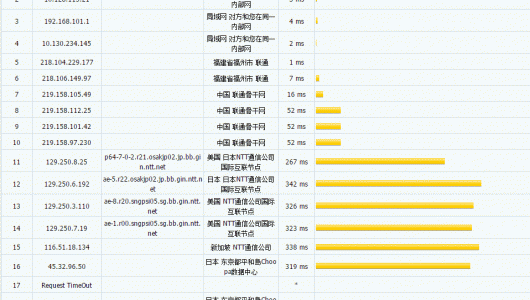 2 10.128.115.21 内部网 5 ms
3 192.168.101.1 局域网 对方和您在同一 4 ms
内部网
4 10.130.234.145 局域网 对方和您在同一 2 ms
内部网
5 218.104.229.177 福建省福州市 联通 1 ms
6 218.106.149.97 福建省福州市 联通 7 ms
7 219.158.105.49 中国 联通骨干网 16 ms
8 219.158.112.25 中国 联通骨干网 52 ms
9 219.158.101.42 中国 联通骨干网 52 ms
10 219.158.97.230 中国 联通骨干网 52 ms
11 129.250.8.25 p64-7-0-2.r21.osakjp02.jp.bb.gi 美国 日本NTT通信公司 267 ms
n.ntt.net 国际互联节点
12 129.250.6.192 ae-5.r22.osakjp02.jp.bb.gin.ntt.n 日本 日本NTT通信公司 342 ms
et 国际互联节点
13 129.250.3.110 ae-8.r20.sngpsi05.sg.bb.gin.ntt. 美国 NTT通信公司国际 326 ms
net 互联节点
14 129.250.7.19 ae-1.r00.sngpsi05.sg.bb.gin.ntt. 美国 NTT通信公司国际 323 ms
net 互联节点
15 116.51.18.134 新加坡 NTT通信公司 338 ms
16 45.32.96.50 日本 东京都平和島Choo 319 ms
pa数据中心
17 Request TimeOut *
日本 东京都平和島Choo